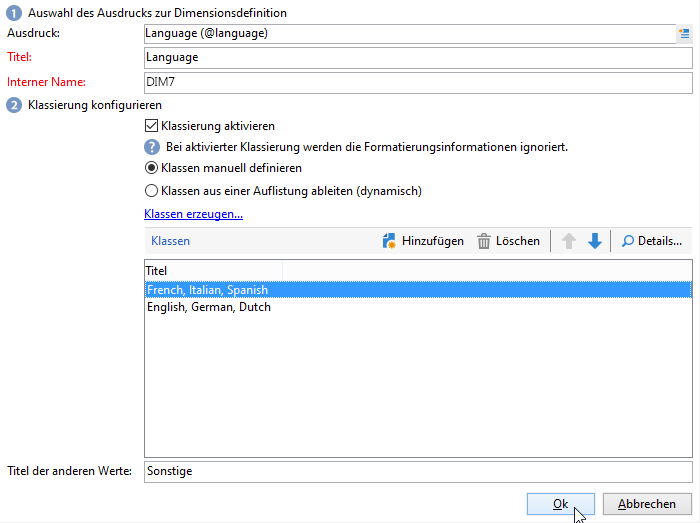 1 Auswahl des Ausdrucks zur Dimensionsdefinition
Ausdruck: Language (@language)
Titel: Language
Interner Name: DIM7
2 Klassierung konfigurieren
Klassierung aktivieren
? Bei aktivierter Klassierung werden die Formatierungsinformationen ignoriert.
Klassen manuell definieren
Klassen aus einer Auflistung ableiten (dynamisch)
Klassen erzeugen...
Klassen Hinzufügen Löschen Details...
Titel
French, Italian, Spanish
English, German, Dutch
Titel der anderen Werte: Sonstige
Ok Abbrechen